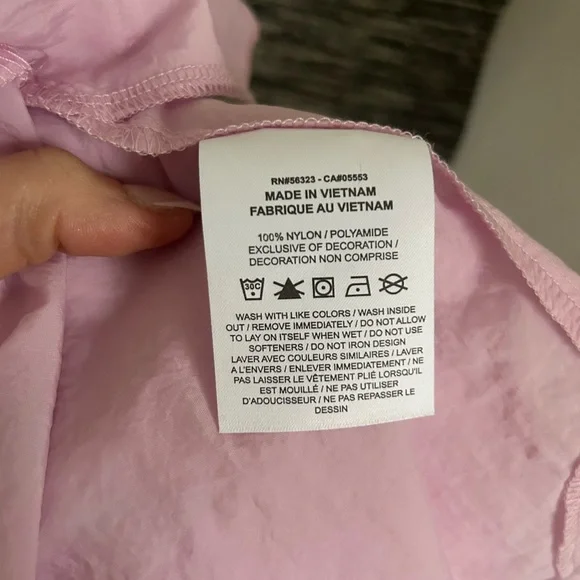 RN#56323 - CA#05553
MADE IN VIETNAM
FABRIQUE AU VIETNAM
100% NYLON / POLYAMIDE
EXCLUSIVE OF DECORATION /
DECORATION NON COMPRISE
30C
WASH WITH LIKE COLORS / WASH INSIDE
OUT / REMOVE IMMEDIATELY / DO NOT ALLOW
TO LAY ON ITSELF WHEN WET / DO NOT USE
SOFTENERS / DO NOT IRON DESIGN
LAVER AVEC COULEURS SIMILAIRES / LAVER
A L'ENVERS / ENLEVER IMMEDIATEMENT / NE
PAS LAISSER LE VÊTEMENT PLIÉ LORSQU'IL
EST MOUILLÉ / NE PAS UTILISER
D'ADOUCISSEUR / NE PAS REPASSER LE
DESSIN